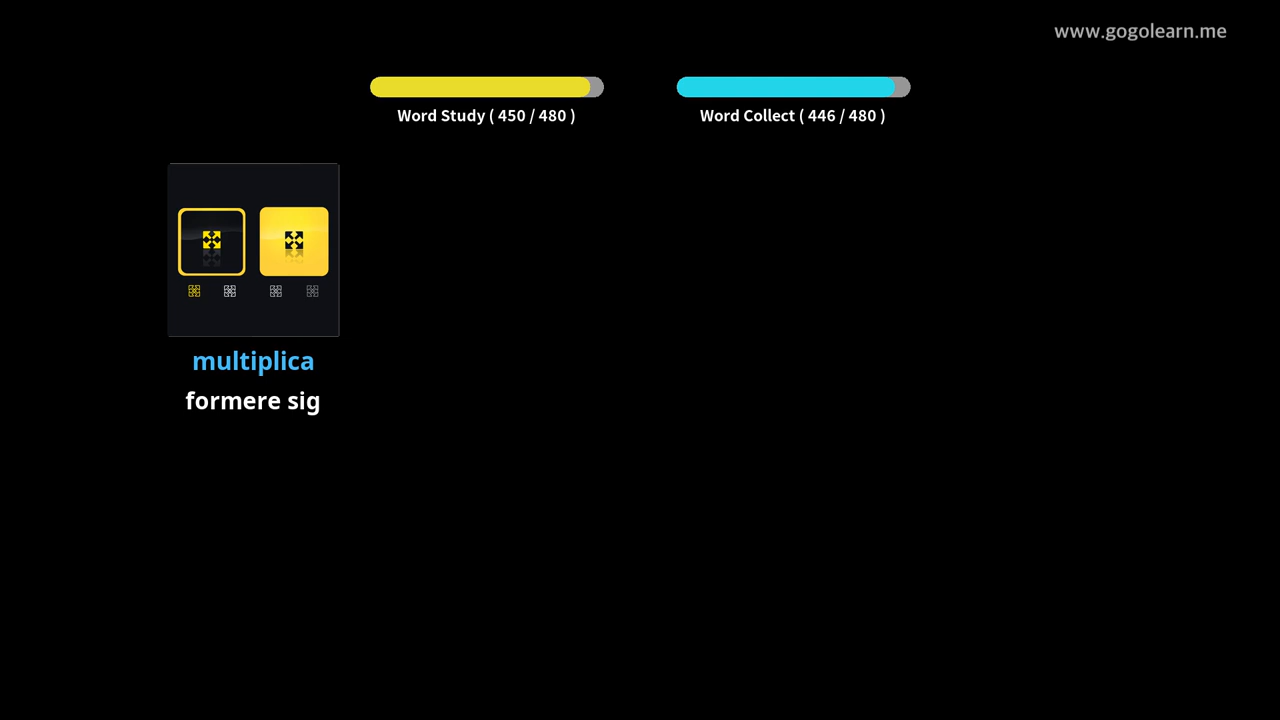 www.gogolearn.me
Word Study ( 450 / 480 )
Word Collect ( 446 / 480 )
multiplica
formere sig